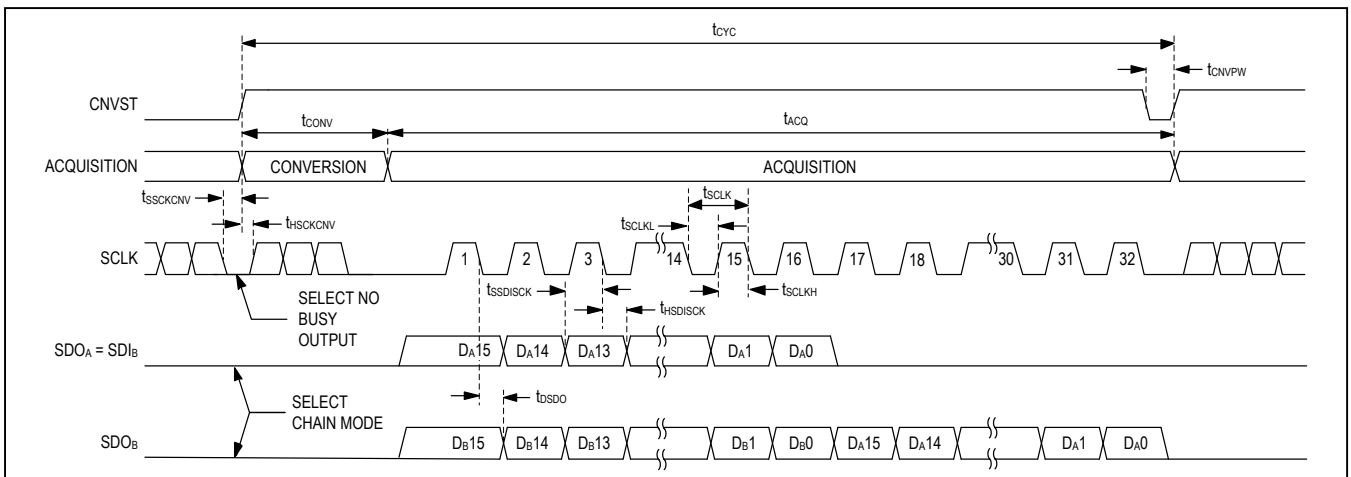 tCYC
tCNVPW
CNVST
tCONV
tACQ
ACQUISITION
CONVERSION
ACQUISITION
tSSCKCNV
tHSCKCNV
tSCLK
tSCLKL
SCLK
1 2 3 14 15 16 17 18 30 31 32
tSSDISCK
tHSDISCK
tSCLKH
SELECT NO
BUSY
OUTPUT
SDOA = SDIB
DA15 DA14 DA13 DA1 DA0
SELECT
CHAIN MODE
tDSDO
SDOB
DB15 DB14 DB13 DB1 DB0 DA15 DA14 DA1 DA0